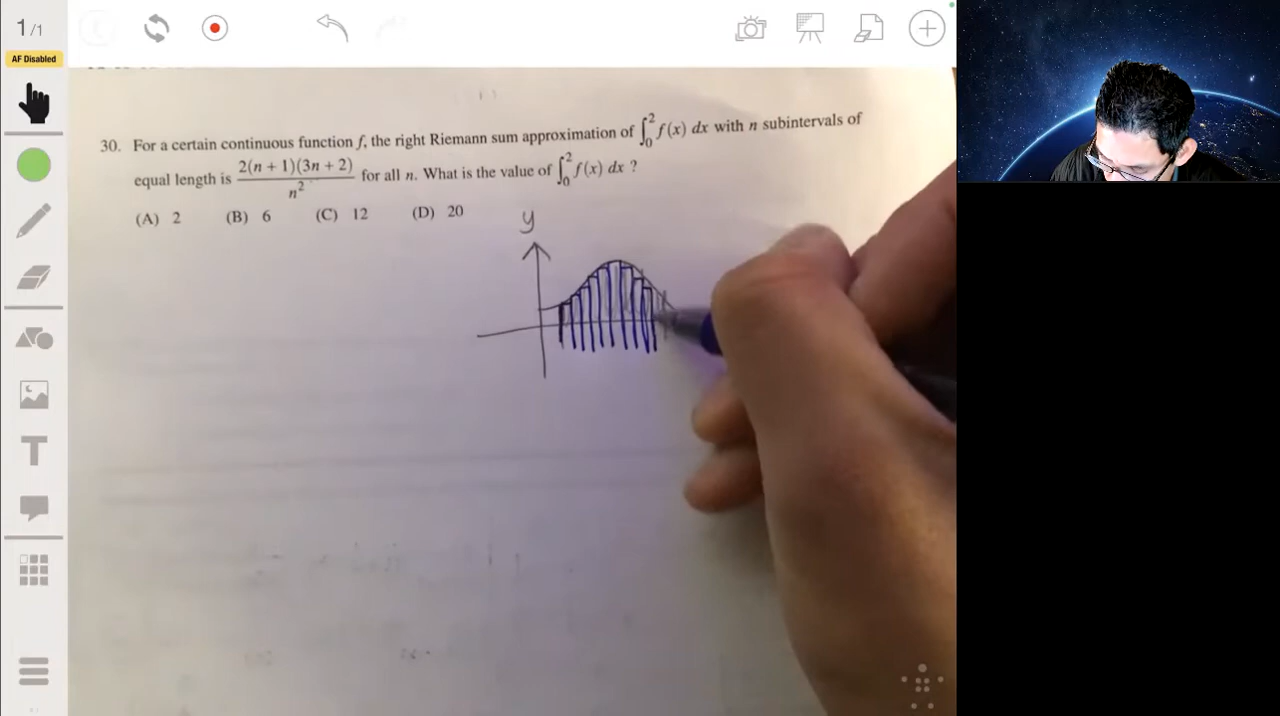 1/1
AF Disabled
30. For a certain continuous function f, the right Riemann sum approximation of ∫₀² f(x) dx with n subintervals of
equal length is 2(n + 1)(3n + 2)/n² for all n. What is the value of ∫₀² f(x) dx ?
(A) 2 (B) 6 (C) 12 (D) 20
y
T